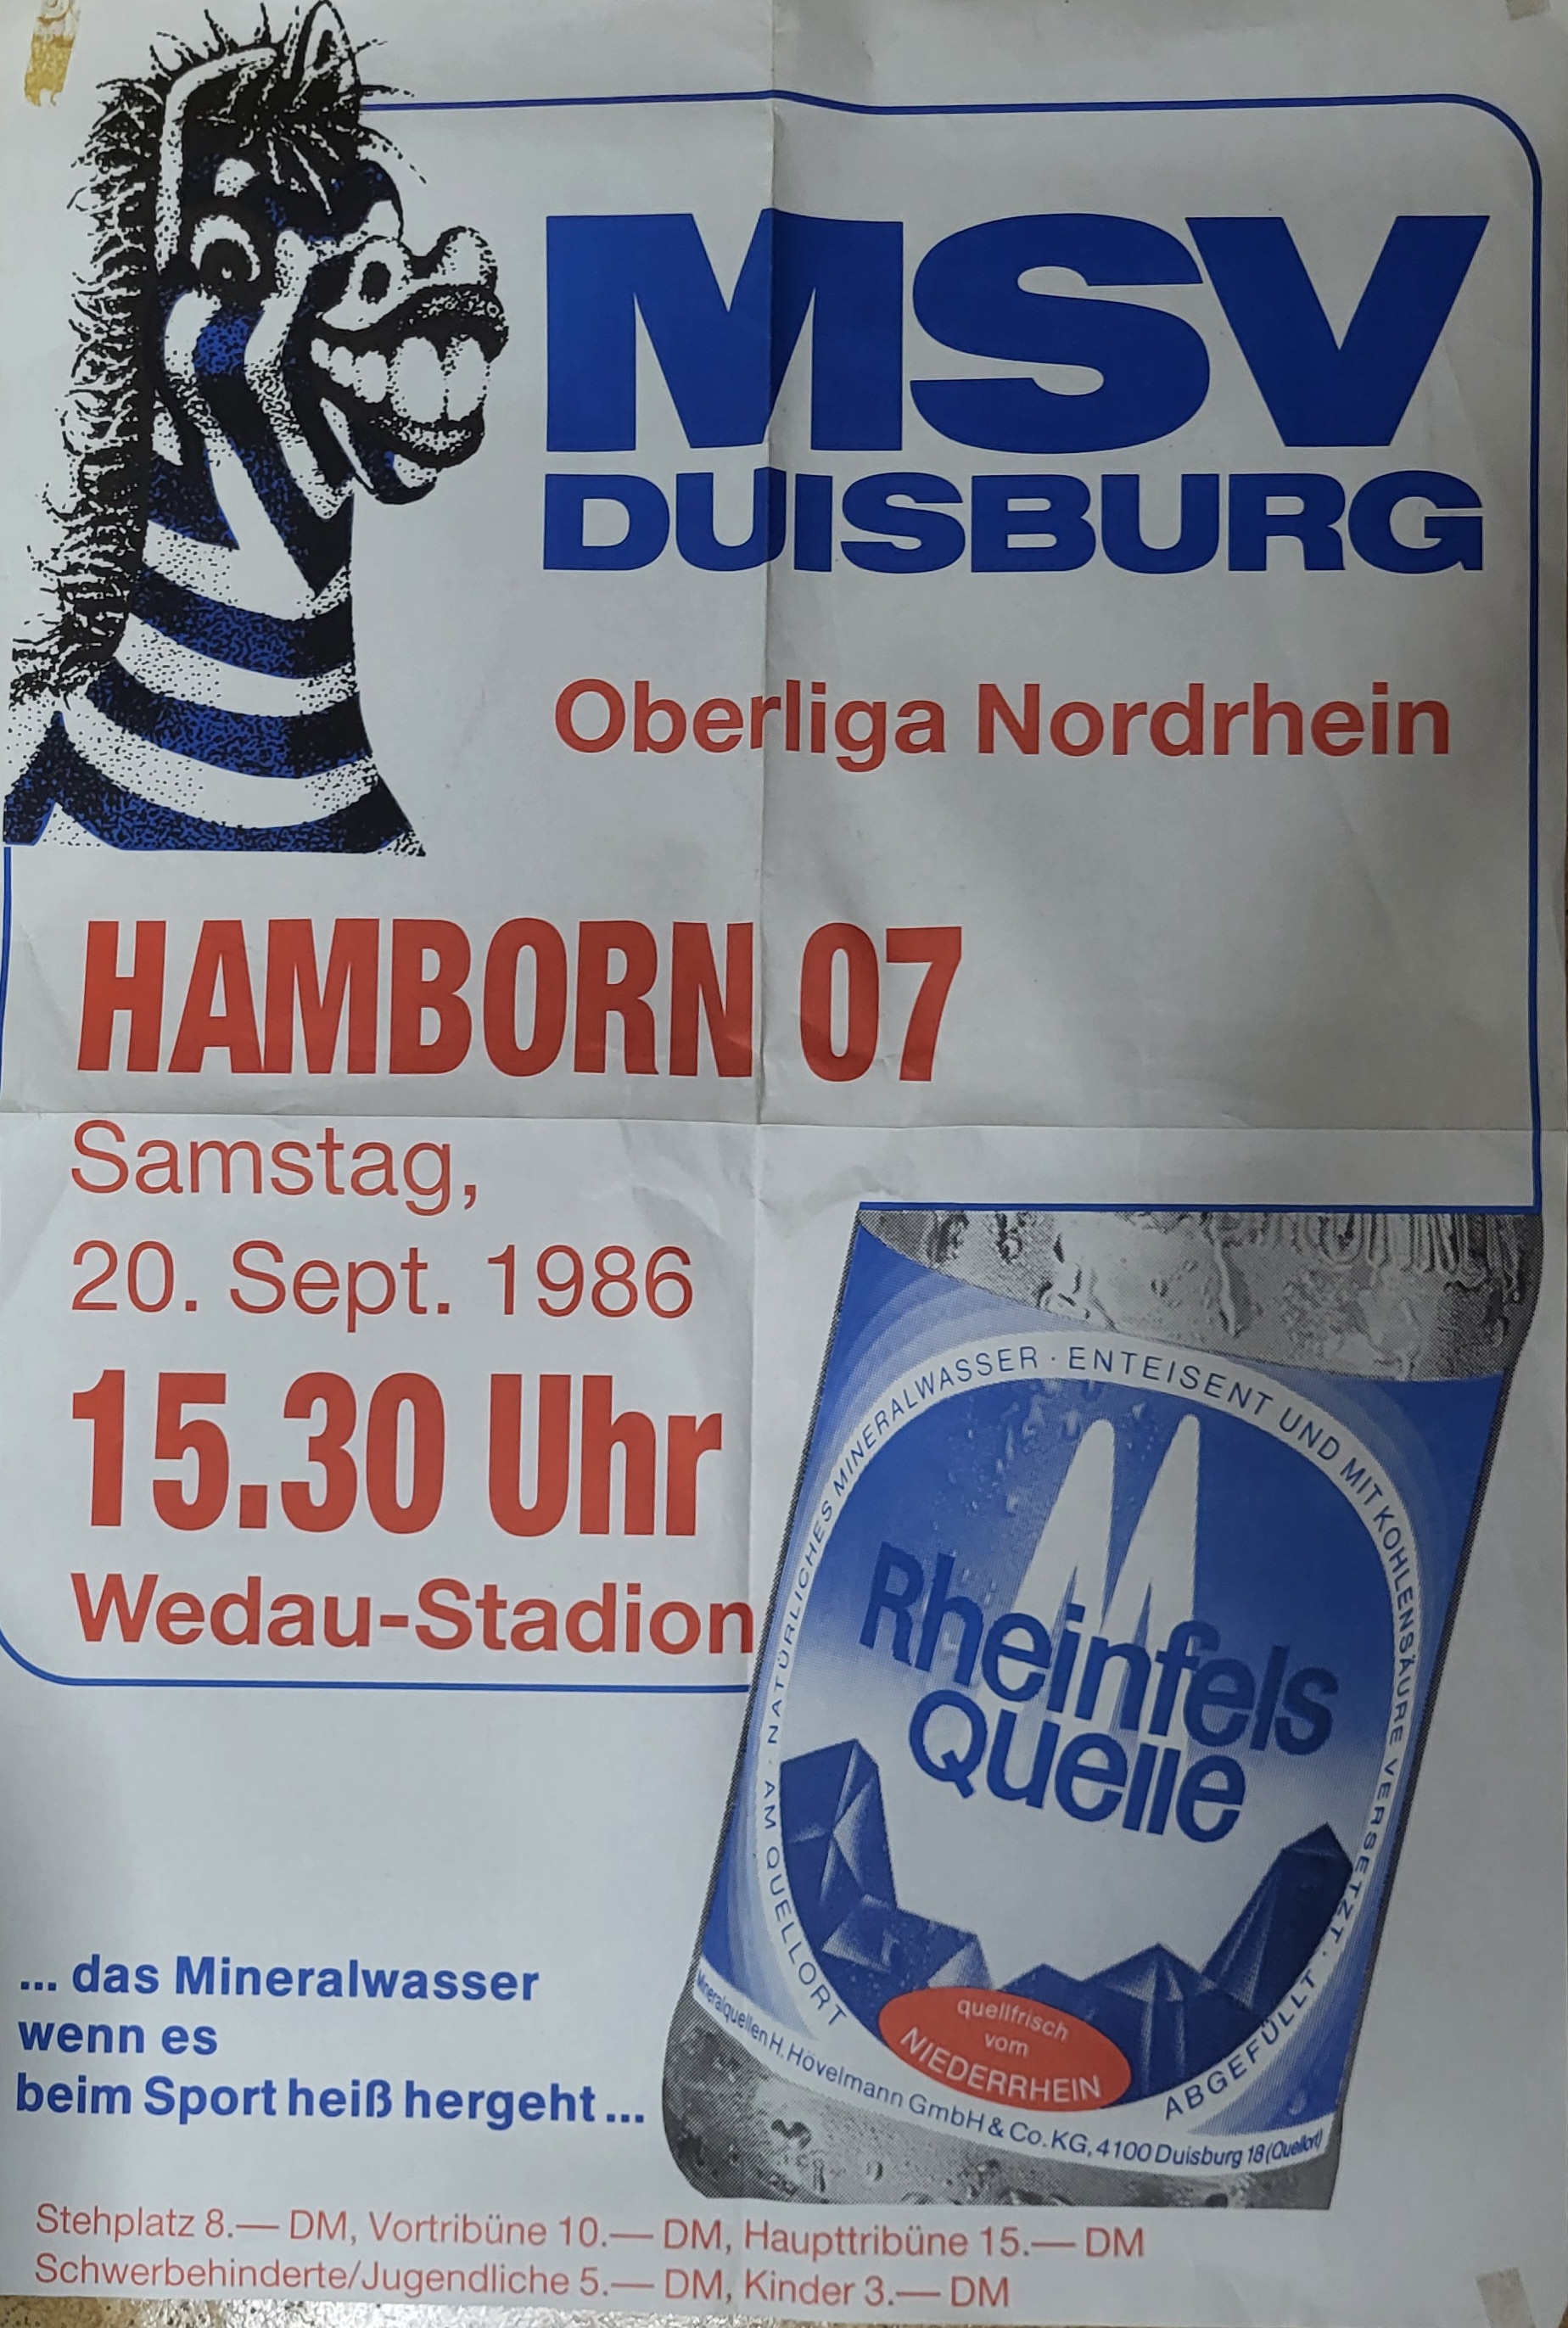 MSV
DUISBURG
Oberliga Nordrhein
HAMBORN 07
Samstag,
20. Sept. 1986
15.30 Uhr
Wedau-Stadion
NATÜRLICHES MINERALWASSER · ENTEISENT UND MIT KOHLENSÄURE VERSETZT · ABGEFÜLLT AM QUELLORT ·
Rheinfels
Quelle
quellfrisch
vom
NIEDERRHEIN
Mineralquellen H. Hövelmann GmbH & Co. KG, 4100 Duisburg 18 (Quellort)
... das Mineralwasser
wenn es
beim Sport heiß hergeht ...
Stehplatz 8.— DM, Vortribüne 10.— DM, Haupttribüne 15.— DM
Schwerbehinderte/Jugendliche 5.— DM, Kinder 3.— DM